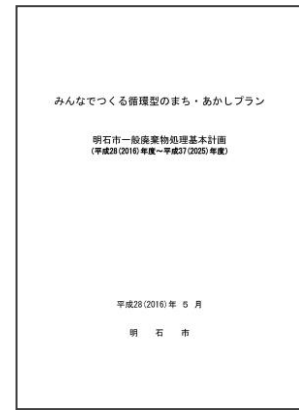 みんなでつくる循環型のまち・あかしプラン
明石市一般廃棄物処理基本計画
(平成28(2016)年度~平成37(2025)年度)
平成28(2016)年 5 月
明 石 市